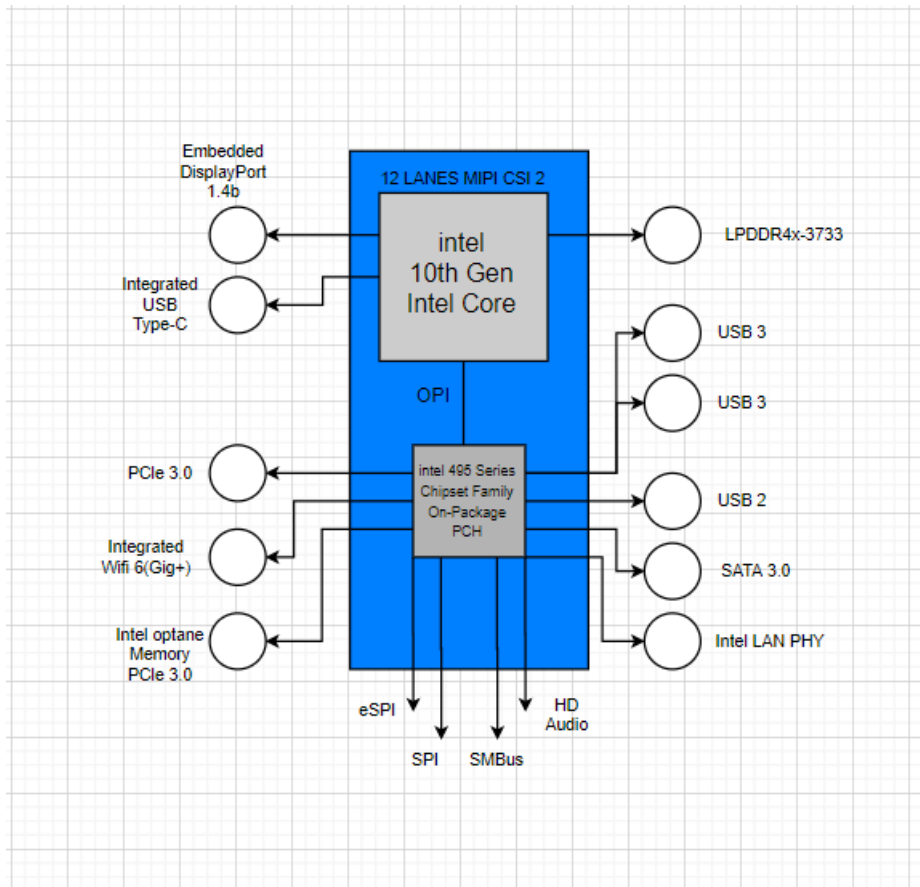 Embedded
DisplayPort
1.4b
12 LANES MIPI CSI 2
intel
10th Gen
Intel Core
LPDDR4x-3733
Integrated
USB
Type-C
USB 3
USB 3
OPI
PCIe 3.0
intel 495 Series
Chipset Family
On-Package
PCH
USB 2
Integrated
Wifi 6(Gig+)
SATA 3.0
Intel optane
Memory
PCIe 3.0
Intel LAN PHY
eSPI
HD
Audio
SPI
SMBus